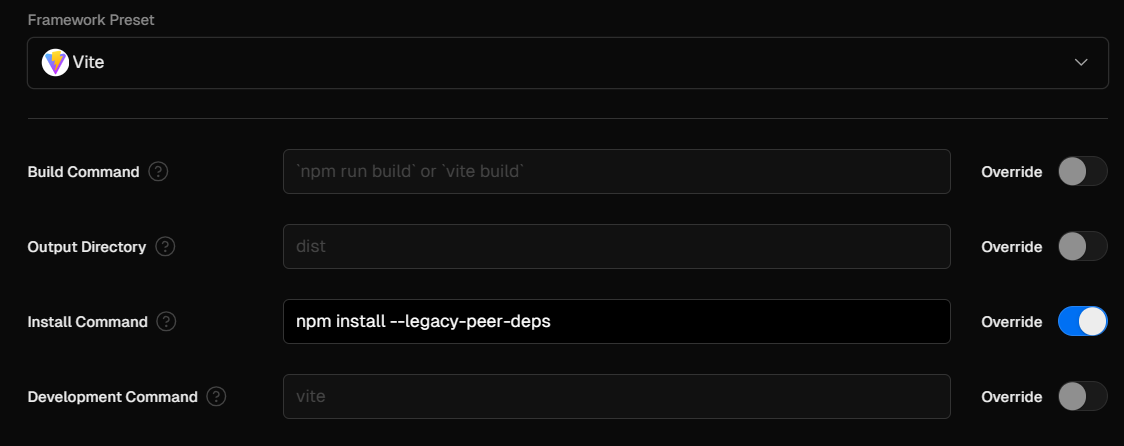 Framework Preset
Vite
Build Command ?
`npm run build` or `vite build`
Override
Output Directory ?
dist
Override
Install Command ?
npm install --legacy-peer-deps
Override
Development Command ?
vite
Override